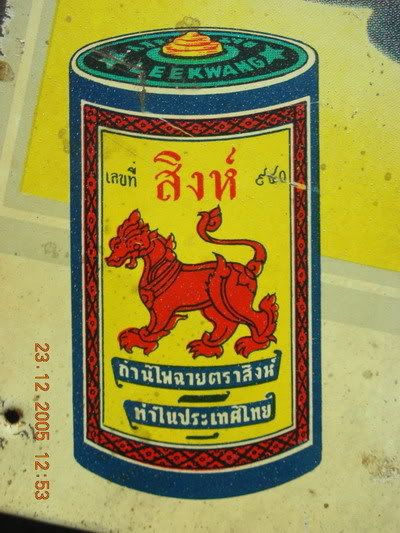 LEEKWANG
เลขที่ สิงห์ ๙๔๐
ถ่านไฟฉายตราสิงห์
ทำในประเทศไทย
23.12.2005 12:53